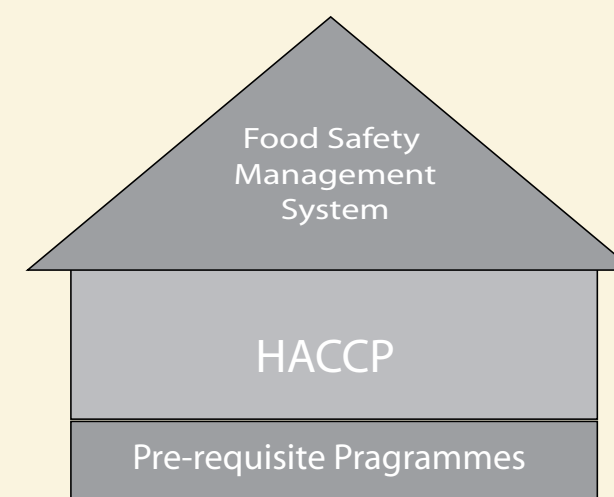 Food Safety
Management
System
HACCP
Pre-requisite Pragrammes